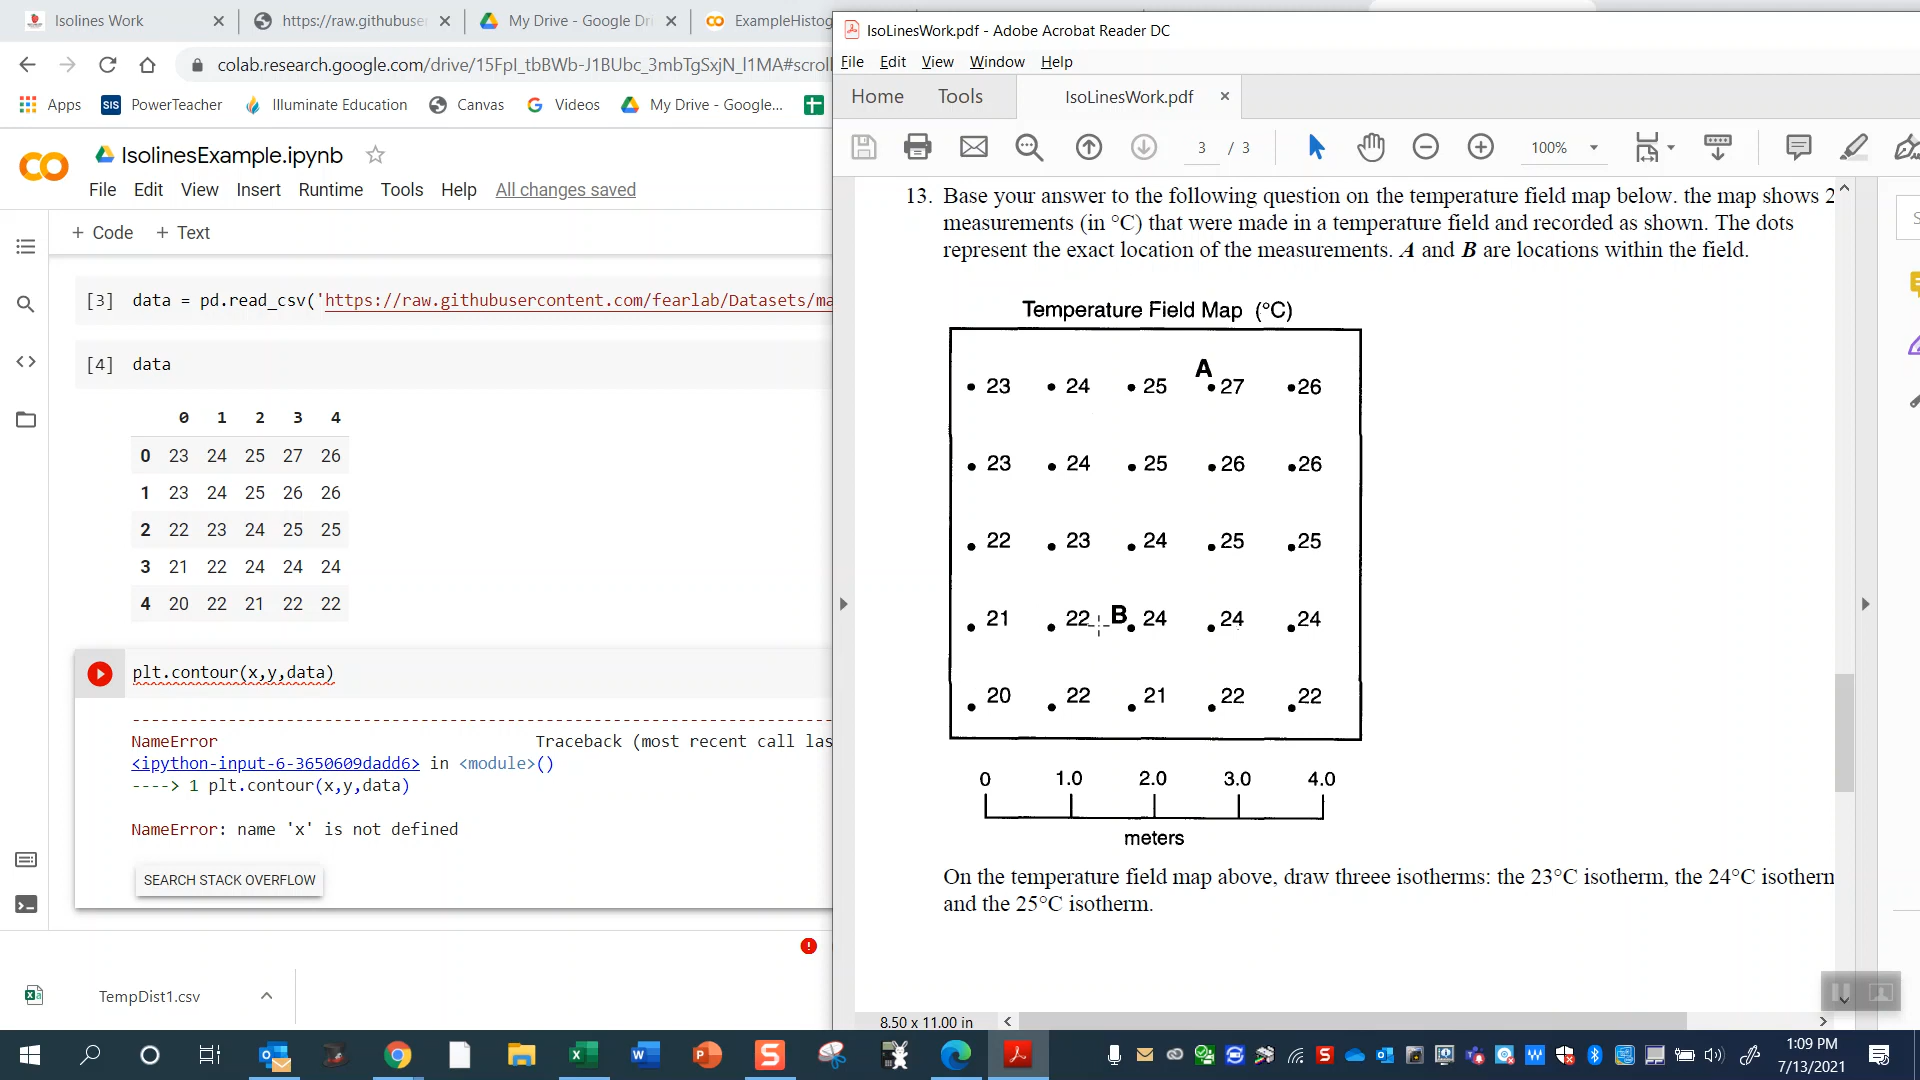 Isolines Work
https://raw.githubuse
My Drive - Google Dri
ExampleHistog
colab.research.google.com/drive/15FpI_tbBWb-J1BUbc_3mbTgSxjN_l1MA#scroll
Apps
SIS PowerTeacher
Illuminate Education
Canvas
Videos
My Drive - Google...
IsolinesExample.ipynb
File Edit View Insert Runtime Tools Help All changes saved
+ Code + Text
[3] data = pd.read_csv('https://raw.githubusercontent.com/fearlab/Datasets/ma
[4] data
0 1 2 3 4
0 23 24 25 27 26
1 23 24 25 26 26
2 22 23 24 25 25
3 21 22 24 24 24
4 20 22 21 22 22
plt.contour(x,y,data)
NameError Traceback (most recent call las
<ipython-input-6-3650609dadd6> in <module>()
----> 1 plt.contour(x,y,data)
NameError: name 'x' is not defined
SEARCH STACK OVERFLOW
TempDist1.csv
IsoLinesWork.pdf - Adobe Acrobat Reader DC
File Edit View Window Help
Home Tools IsoLinesWork.pdf
3 / 3 100%
13. Base your answer to the following question on the temperature field map below. the map shows 2
measurements (in °C) that were made in a temperature field and recorded as shown. The dots
represent the exact location of the measurements. A and B are locations within the field.
Temperature Field Map (°C)
A
23 24 25 27 26
23 24 25 26 26
22 23 24 25 25
21 22 B 24 24 24
20 22 21 22 22
0 1.0 2.0 3.0 4.0
meters
On the temperature field map above, draw threee isotherms: the 23°C isotherm, the 24°C isotherm
and the 25°C isotherm.
8.50 x 11.00 in
1:09 PM
7/13/2021